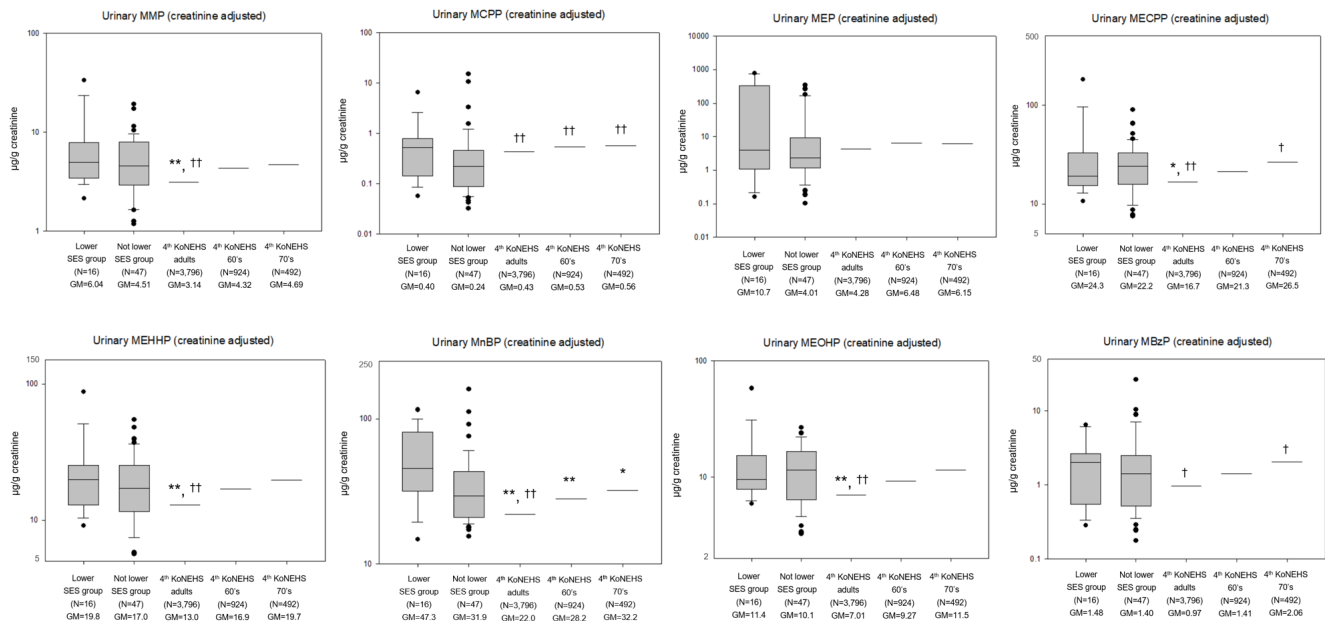 Urinary MMP (creatinine adjusted)
µg/g creatinine
100
10
1
**, ††
Lower SES group (N=16) GM=6.04
Not lower SES group (N=47) GM=4.51
4th KoNEHS adults (N=3,796) GM=3.14
4th KoNEHS 60's (N=924) GM=4.32
4th KoNEHS 70's (N=492) GM=4.69
Urinary MCPP (creatinine adjusted)
µg/g creatinine
100
10
1
0.1
0.01
†† †† ††
Lower SES group (N=16) GM=0.40
Not lower SES group (N=47) GM=0.24
4th KoNEHS adults (N=3,796) GM=0.43
4th KoNEHS 60's (N=924) GM=0.53
4th KoNEHS 70's (N=492) GM=0.56
Urinary MEP (creatinine adjusted)
µg/g creatinine
10000
1000
100
10
1
0.1
0.01
Lower SES group (N=16) GM=10.7
Not lower SES group (N=47) GM=4.01
4th KoNEHS adults (N=3,796) GM=4.28
4th KoNEHS 60's (N=924) GM=6.48
4th KoNEHS 70's (N=492) GM=6.15
Urinary MECPP (creatinine adjusted)
µg/g creatinine
500
100
10
5
*, †† †
Lower SES group (N=16) GM=24.3
Not lower SES group (N=47) GM=22.2
4th KoNEHS adults (N=3,796) GM=16.7
4th KoNEHS 60's (N=924) GM=21.3
4th KoNEHS 70's (N=492) GM=26.5
Urinary MEHHP (creatinine adjusted)
µg/g creatinine
150
100
10
5
**, ††
Lower SES group (N=16) GM=19.8
Not lower SES group (N=47) GM=17.0
4th KoNEHS adults (N=3,796) GM=13.0
4th KoNEHS 60's (N=924) GM=16.9
4th KoNEHS 70's (N=492) GM=19.7
Urinary MnBP (creatinine adjusted)
µg/g creatinine
250
100
10
**, †† ** *
Lower SES group (N=16) GM=47.3
Not lower SES group (N=47) GM=31.9
4th KoNEHS adults (N=3,796) GM=22.0
4th KoNEHS 60's (N=924) GM=28.2
4th KoNEHS 70's (N=492) GM=32.2
Urinary MEOHP (creatinine adjusted)
µg/g creatinine
100
10
2
**, ††
Lower SES group (N=16) GM=11.4
Not lower SES group (N=47) GM=10.1
4th KoNEHS adults (N=3,796) GM=7.01
4th KoNEHS 60's (N=924) GM=9.27
4th KoNEHS 70's (N=492) GM=11.5
Urinary MBzP (creatinine adjusted)
µg/g creatinine
50
10
1
0.1
† †
Lower SES group (N=16) GM=1.48
Not lower SES group (N=47) GM=1.40
4th KoNEHS adults (N=3,796) GM=0.97
4th KoNEHS 60's (N=924) GM=1.41
4th KoNEHS 70's (N=492) GM=2.06